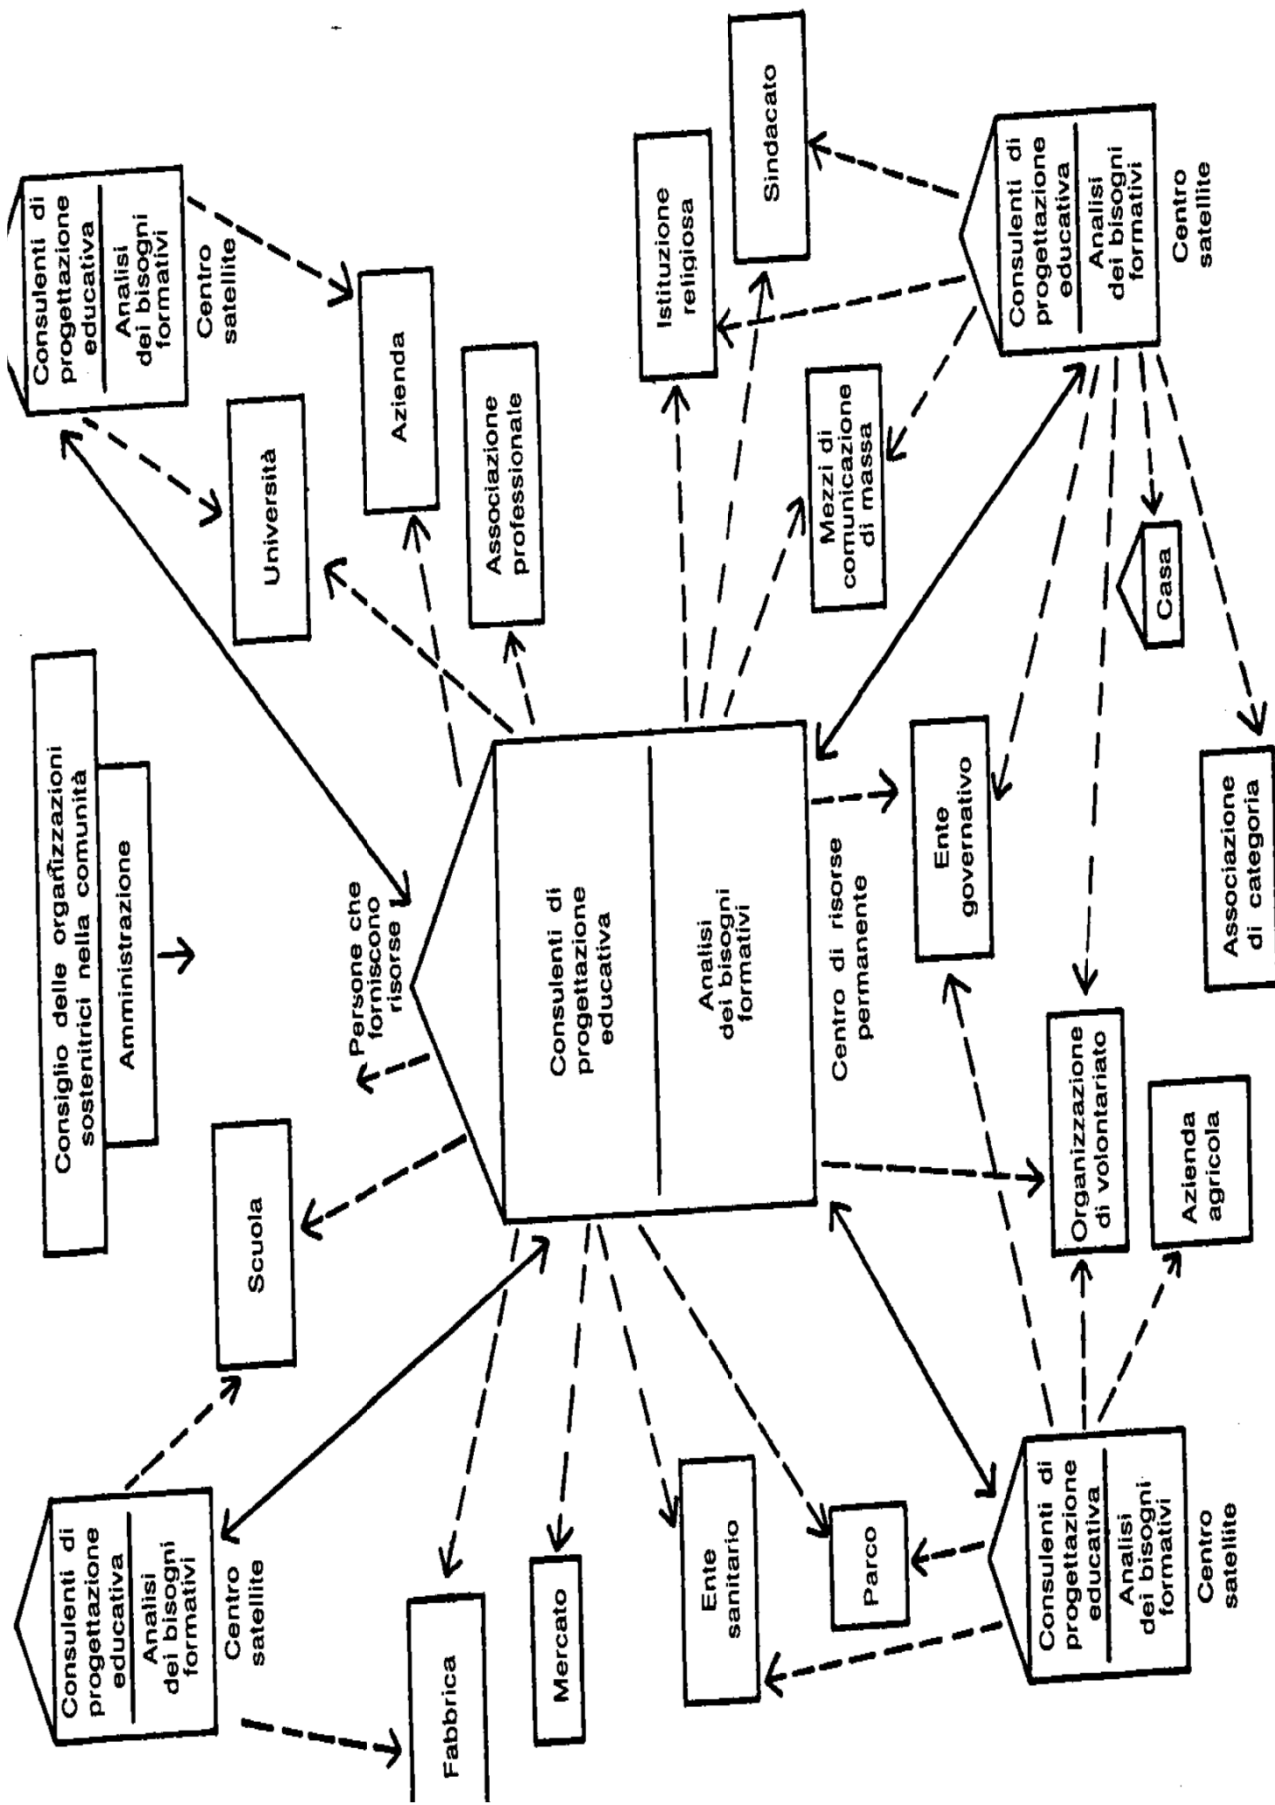 Consiglio delle organizzazioni
sostenitrici nella comunità
Amministrazione
Consulenti di
progettazione
educativa
Analisi
dei bisogni
formativi
Centro
satellite
Scuola
Persone che
forniscono
risorse
Università
Consulenti di
progettazione
educativa
Analisi
dei bisogni
formativi
Centro
satellite
Azienda
Associazione
professionale
Fabbrica
Mercato
Consulenti di
progettazione
educativa
Analisi
dei bisogni
formativi
Centro di risorse
permanente
Istituzione
religiosa
Sindacato
Ente
sanitario
Parco
Mezzi di
comunicazione
di massa
Ente
governativo
Consulenti di
progettazione
educativa
Analisi
dei bisogni
formativi
Centro
satellite
Organizzazione
di volontariato
Azienda
agricola
Casa
Associazione
di categoria
Consulenti di
progettazione
educativa
Analisi
dei bisogni
formativi
Centro
satellite